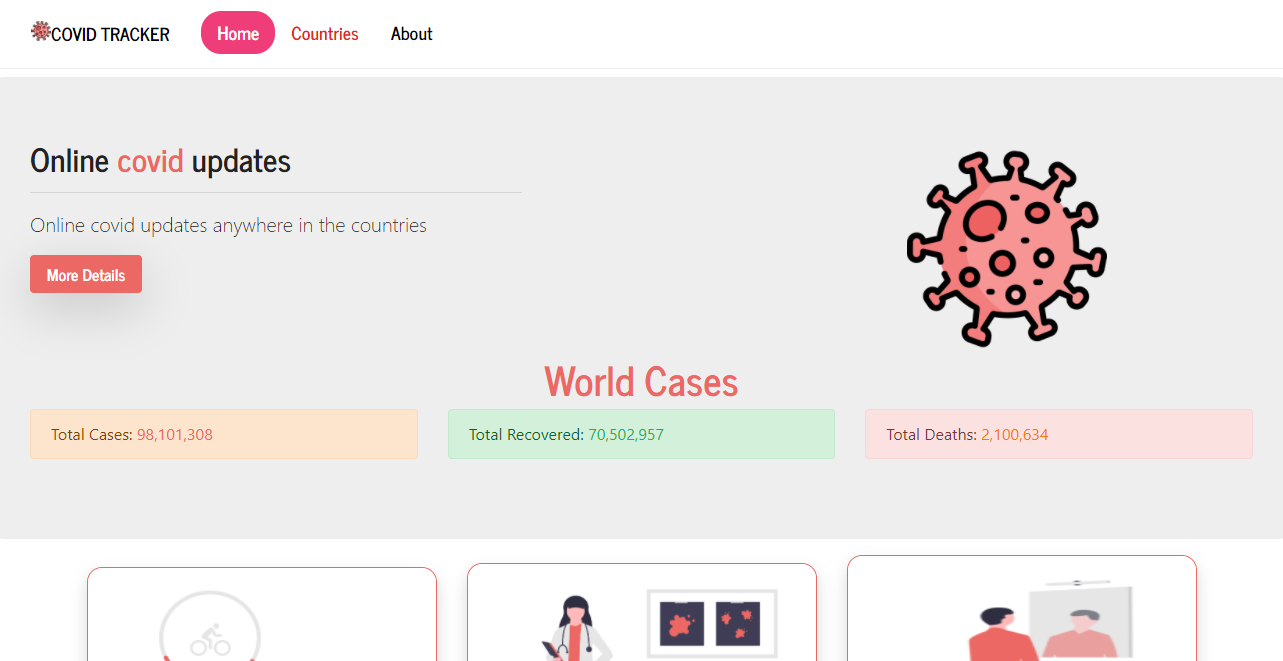 COVID TRACKER Home Countries About
Online covid updates
Online covid updates anywhere in the countries
More Details
World Cases
Total Cases: 98,101,308
Total Recovered: 70,502,957
Total Deaths: 2,100,634